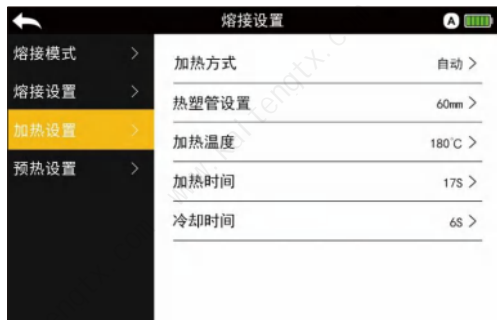 熔接设置
A
熔接模式 >
熔接设置 >
加热设置 >
预热设置 >
加热方式 自动 >
热塑管设置 60mm >
加热温度 180℃ >
加热时间 17S >
冷却时间 6S >